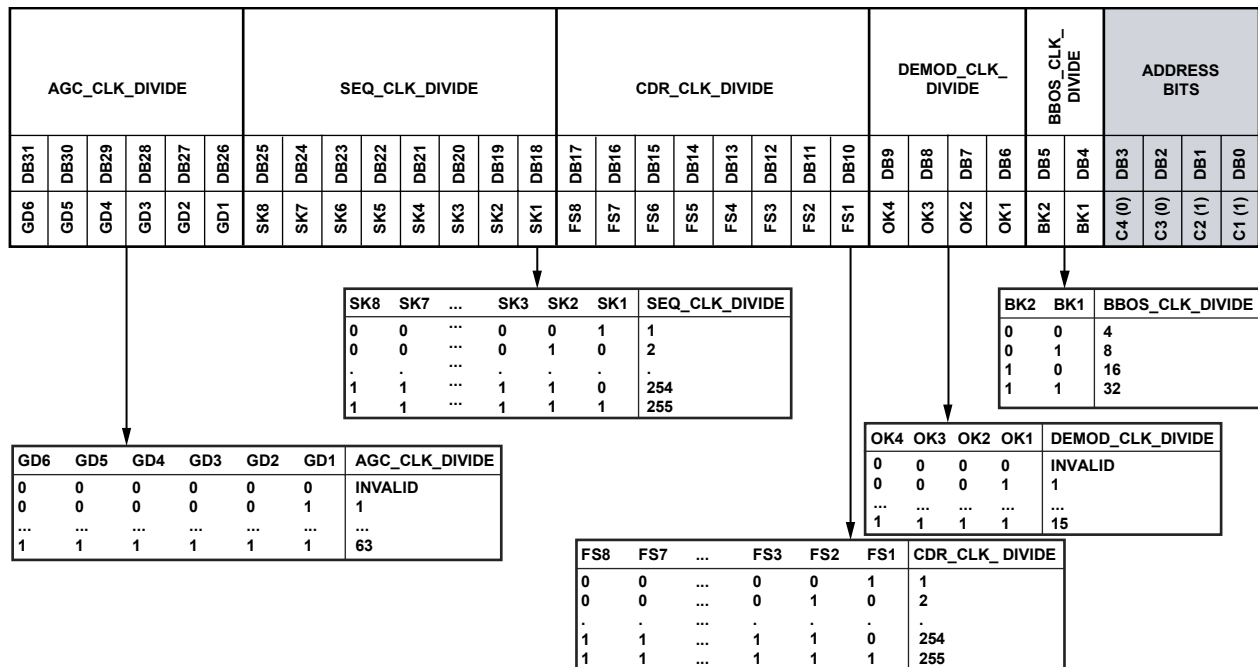 AGC_CLK_DIVIDE SEQ_CLK_DIVIDE CDR_CLK_DIVIDE DEMOD_CLK_ DIVIDE BBOS_CLK_ DIVIDE ADDRESS BITS
DB31 DB30 DB29 DB28 DB27 DB26 DB25 DB24 DB23 DB22 DB21 DB20 DB19 DB18 DB17 DB16 DB15 DB14 DB13 DB12 DB11 DB10 DB9 DB8 DB7 DB6 DB5 DB4 DB3 DB2 DB1 DB0
GD6 GD5 GD4 GD3 GD2 GD1 SK8 SK7 SK6 SK5 SK4 SK3 SK2 SK1 FS8 FS7 FS6 FS5 FS4 FS3 FS2 FS1 OK4 OK3 OK2 OK1 BK2 BK1 C4 (0) C3 (0) C2 (1) C1 (1)
SK8 SK7 ... SK3 SK2 SK1 SEQ_CLK_DIVIDE
0 0 ... 0 0 1 1
0 0 ... 0 1 0 2
. . ... . . . .
1 1 ... 1 1 0 254
1 1 ... 1 1 1 255
BK2 BK1 BBOS_CLK_DIVIDE
0 0 4
0 1 8
1 0 16
1 1 32
OK4 OK3 OK2 OK1 DEMOD_CLK_DIVIDE
0 0 0 0 INVALID
0 0 0 1 1
... ... ... ... ...
1 1 1 1 15
GD6 GD5 GD4 GD3 GD2 GD1 AGC_CLK_DIVIDE
0 0 0 0 0 0 INVALID
0 0 0 0 0 1 1
... ... ... ... ... ... ...
1 1 1 1 1 1 63
FS8 FS7 ... FS3 FS2 FS1 CDR_CLK_ DIVIDE
0 0 ... 0 0 1 1
0 0 ... 0 1 0 2
. . ... . . . .
1 1 ... 1 1 0 254
1 1 ... 1 1 1 255